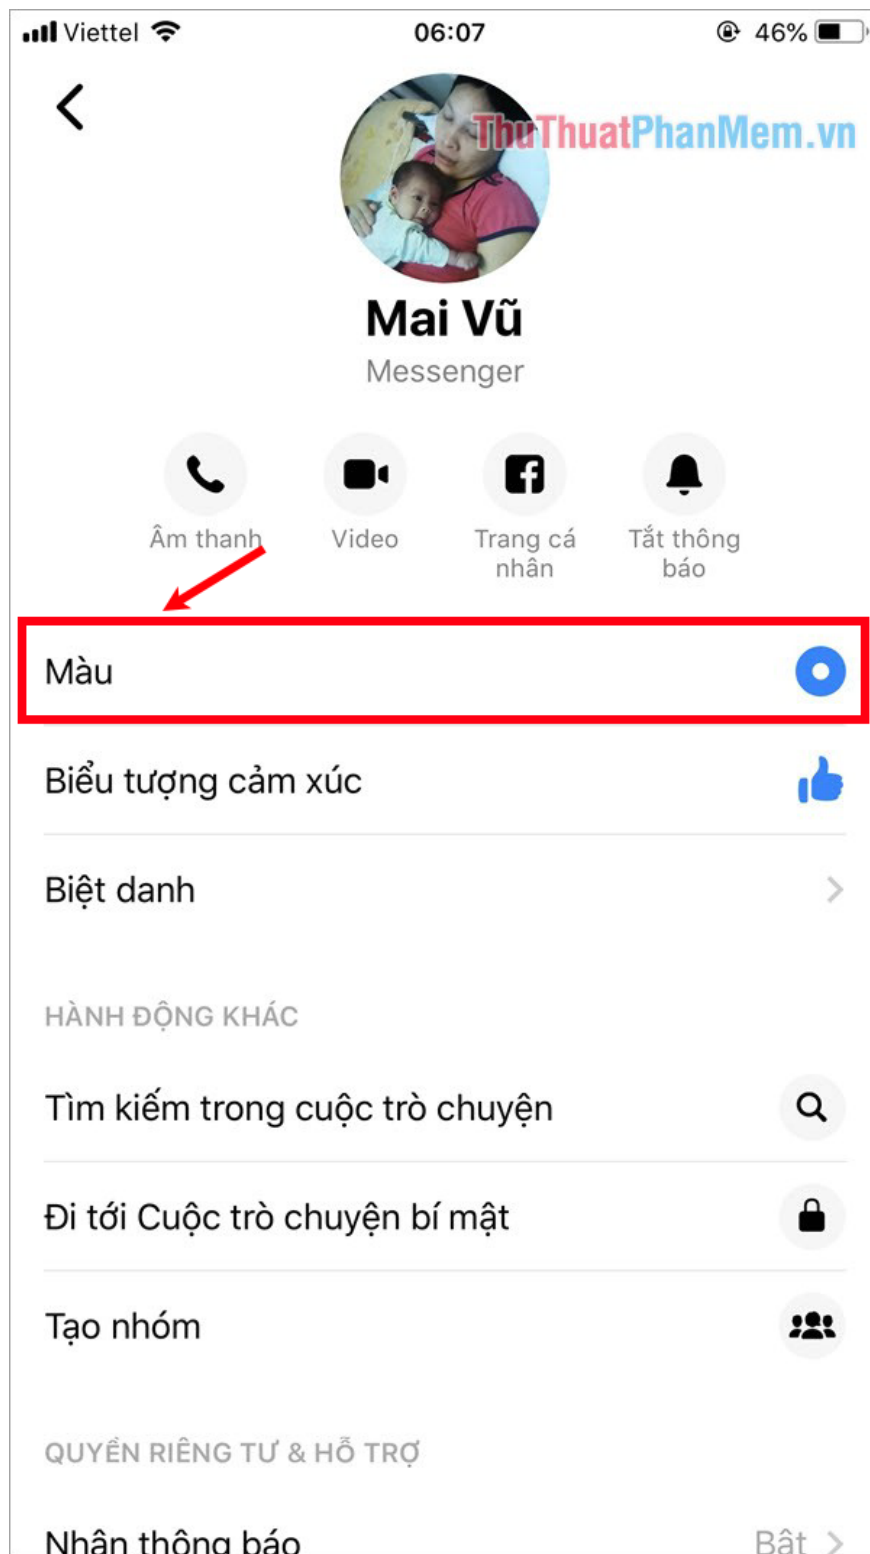 Viettel 06:07 46%
ThuThuatPhanMem.vn
Mai Vũ
Messenger
Âm thanh Video Trang cá nhân Tắt thông báo
Màu
Biểu tượng cảm xúc
Biệt danh
HÀNH ĐỘNG KHÁC
Tìm kiếm trong cuộc trò chuyện
Đi tới Cuộc trò chuyện bí mật
Tạo nhóm
QUYỀN RIÊNG TƯ & HỖ TRỢ
Nhận thông báo Bật